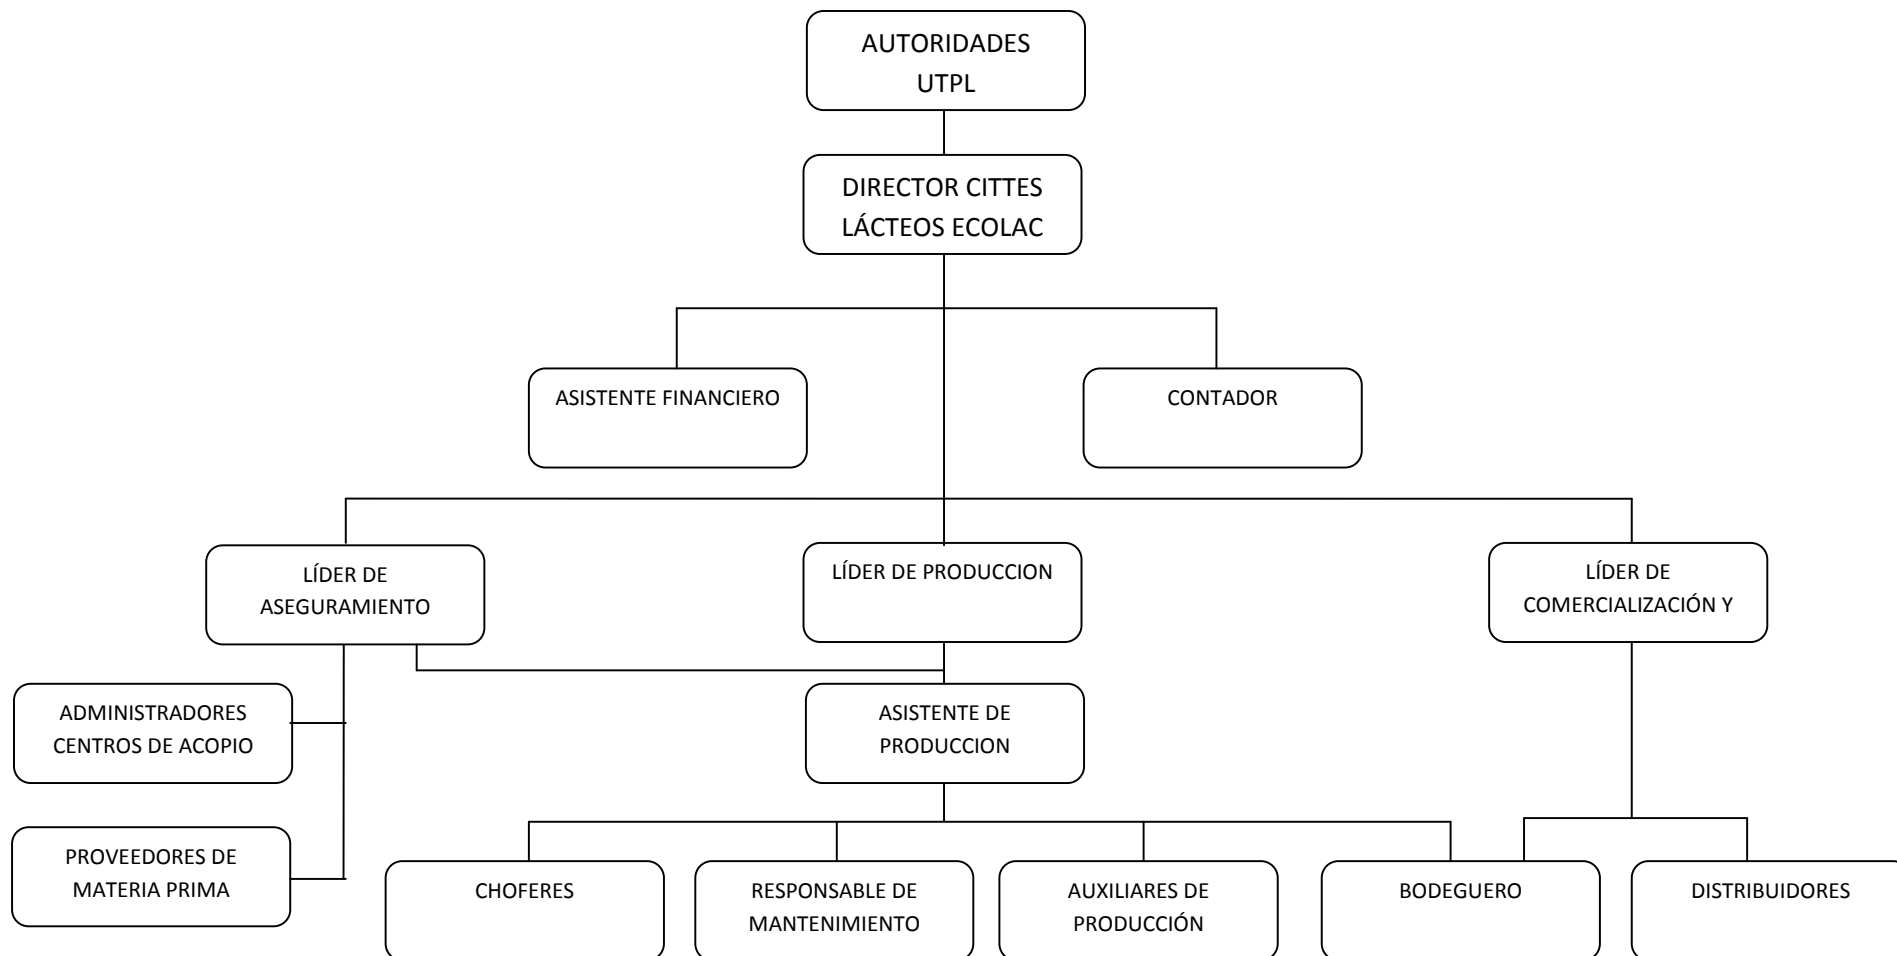 AUTORIDADES
UTPL
DIRECTOR CITTES
LÁCTEOS ECOLAC
ASISTENTE FINANCIERO
CONTADOR
LÍDER DE
ASEGURAMIENTO
LÍDER DE PRODUCCION
LÍDER DE
COMERCIALIZACIÓN Y
ADMINISTRADORES
CENTROS DE ACOPIO
ASISTENTE DE
PRODUCCION
PROVEEDORES DE
MATERIA PRIMA
CHOFERES
RESPONSABLE DE
MANTENIMIENTO
AUXILIARES DE
PRODUCCIÓN
BODEGUERO
DISTRIBUIDORES